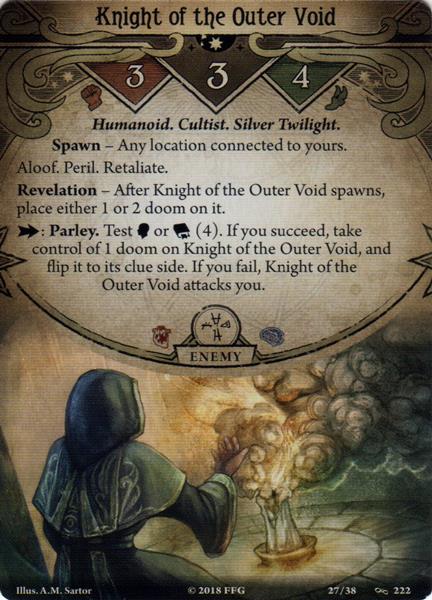 Knight of the Outer Void
3
3
4
Humanoid. Cultist. Silver Twilight.
Spawn – Any location connected to yours.
Aloof. Peril. Retaliate.
Revelation – After Knight of the Outer Void spawns,
place either 1 or 2 doom on it.
: Parley. Test or (4). If you succeed, take
control of 1 doom on Knight of the Outer Void, and
flip it to its clue side. If you fail, Knight of the
Outer Void attacks you.
ENEMY
Illus. A.M. Sartor © 2018 FFG 27/38 222